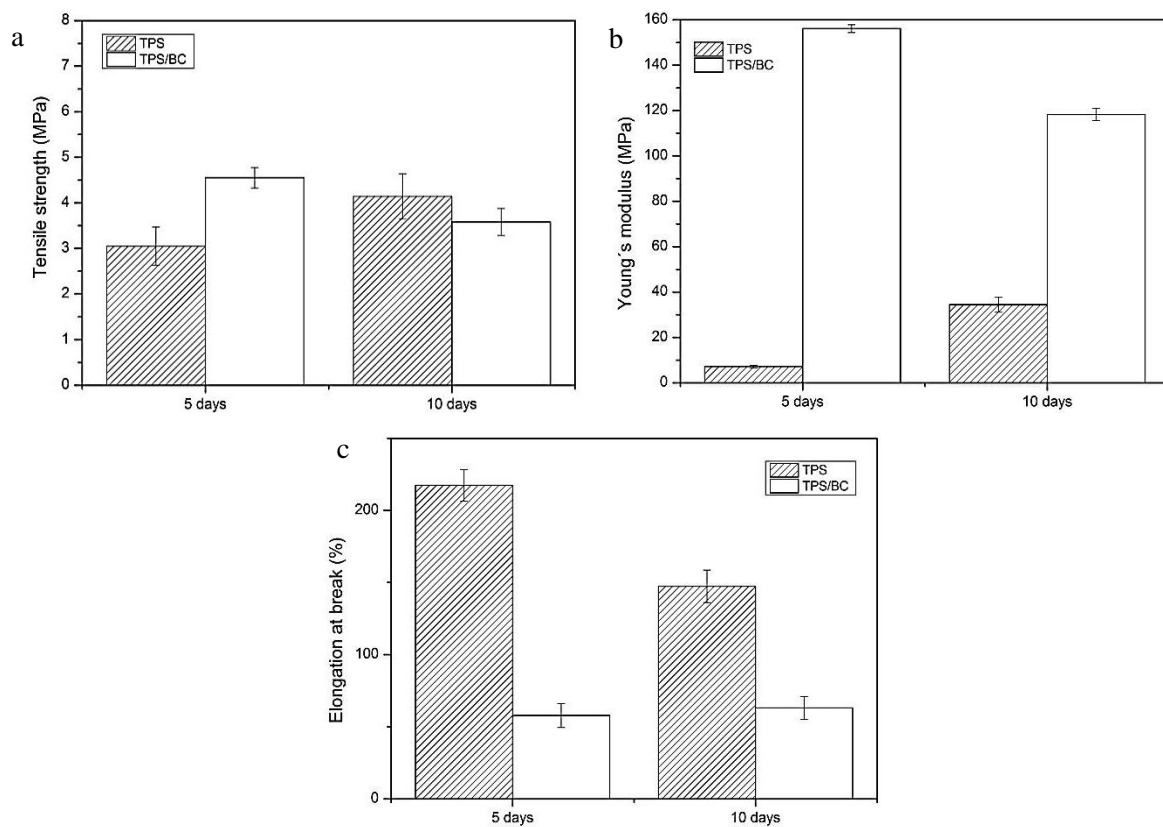 a
8
7
6
5
4
3
2
1
0
Tensile strength (MPa)
TPS
TPS/BC
5 days
10 days
b
160
140
120
100
80
60
40
20
0
Young´s modulus (MPa)
TPS
TPS/BC
5 days
10 days
c
200
100
0
Elongation at break (%)
TPS
TPS/BC
5 days
10 days